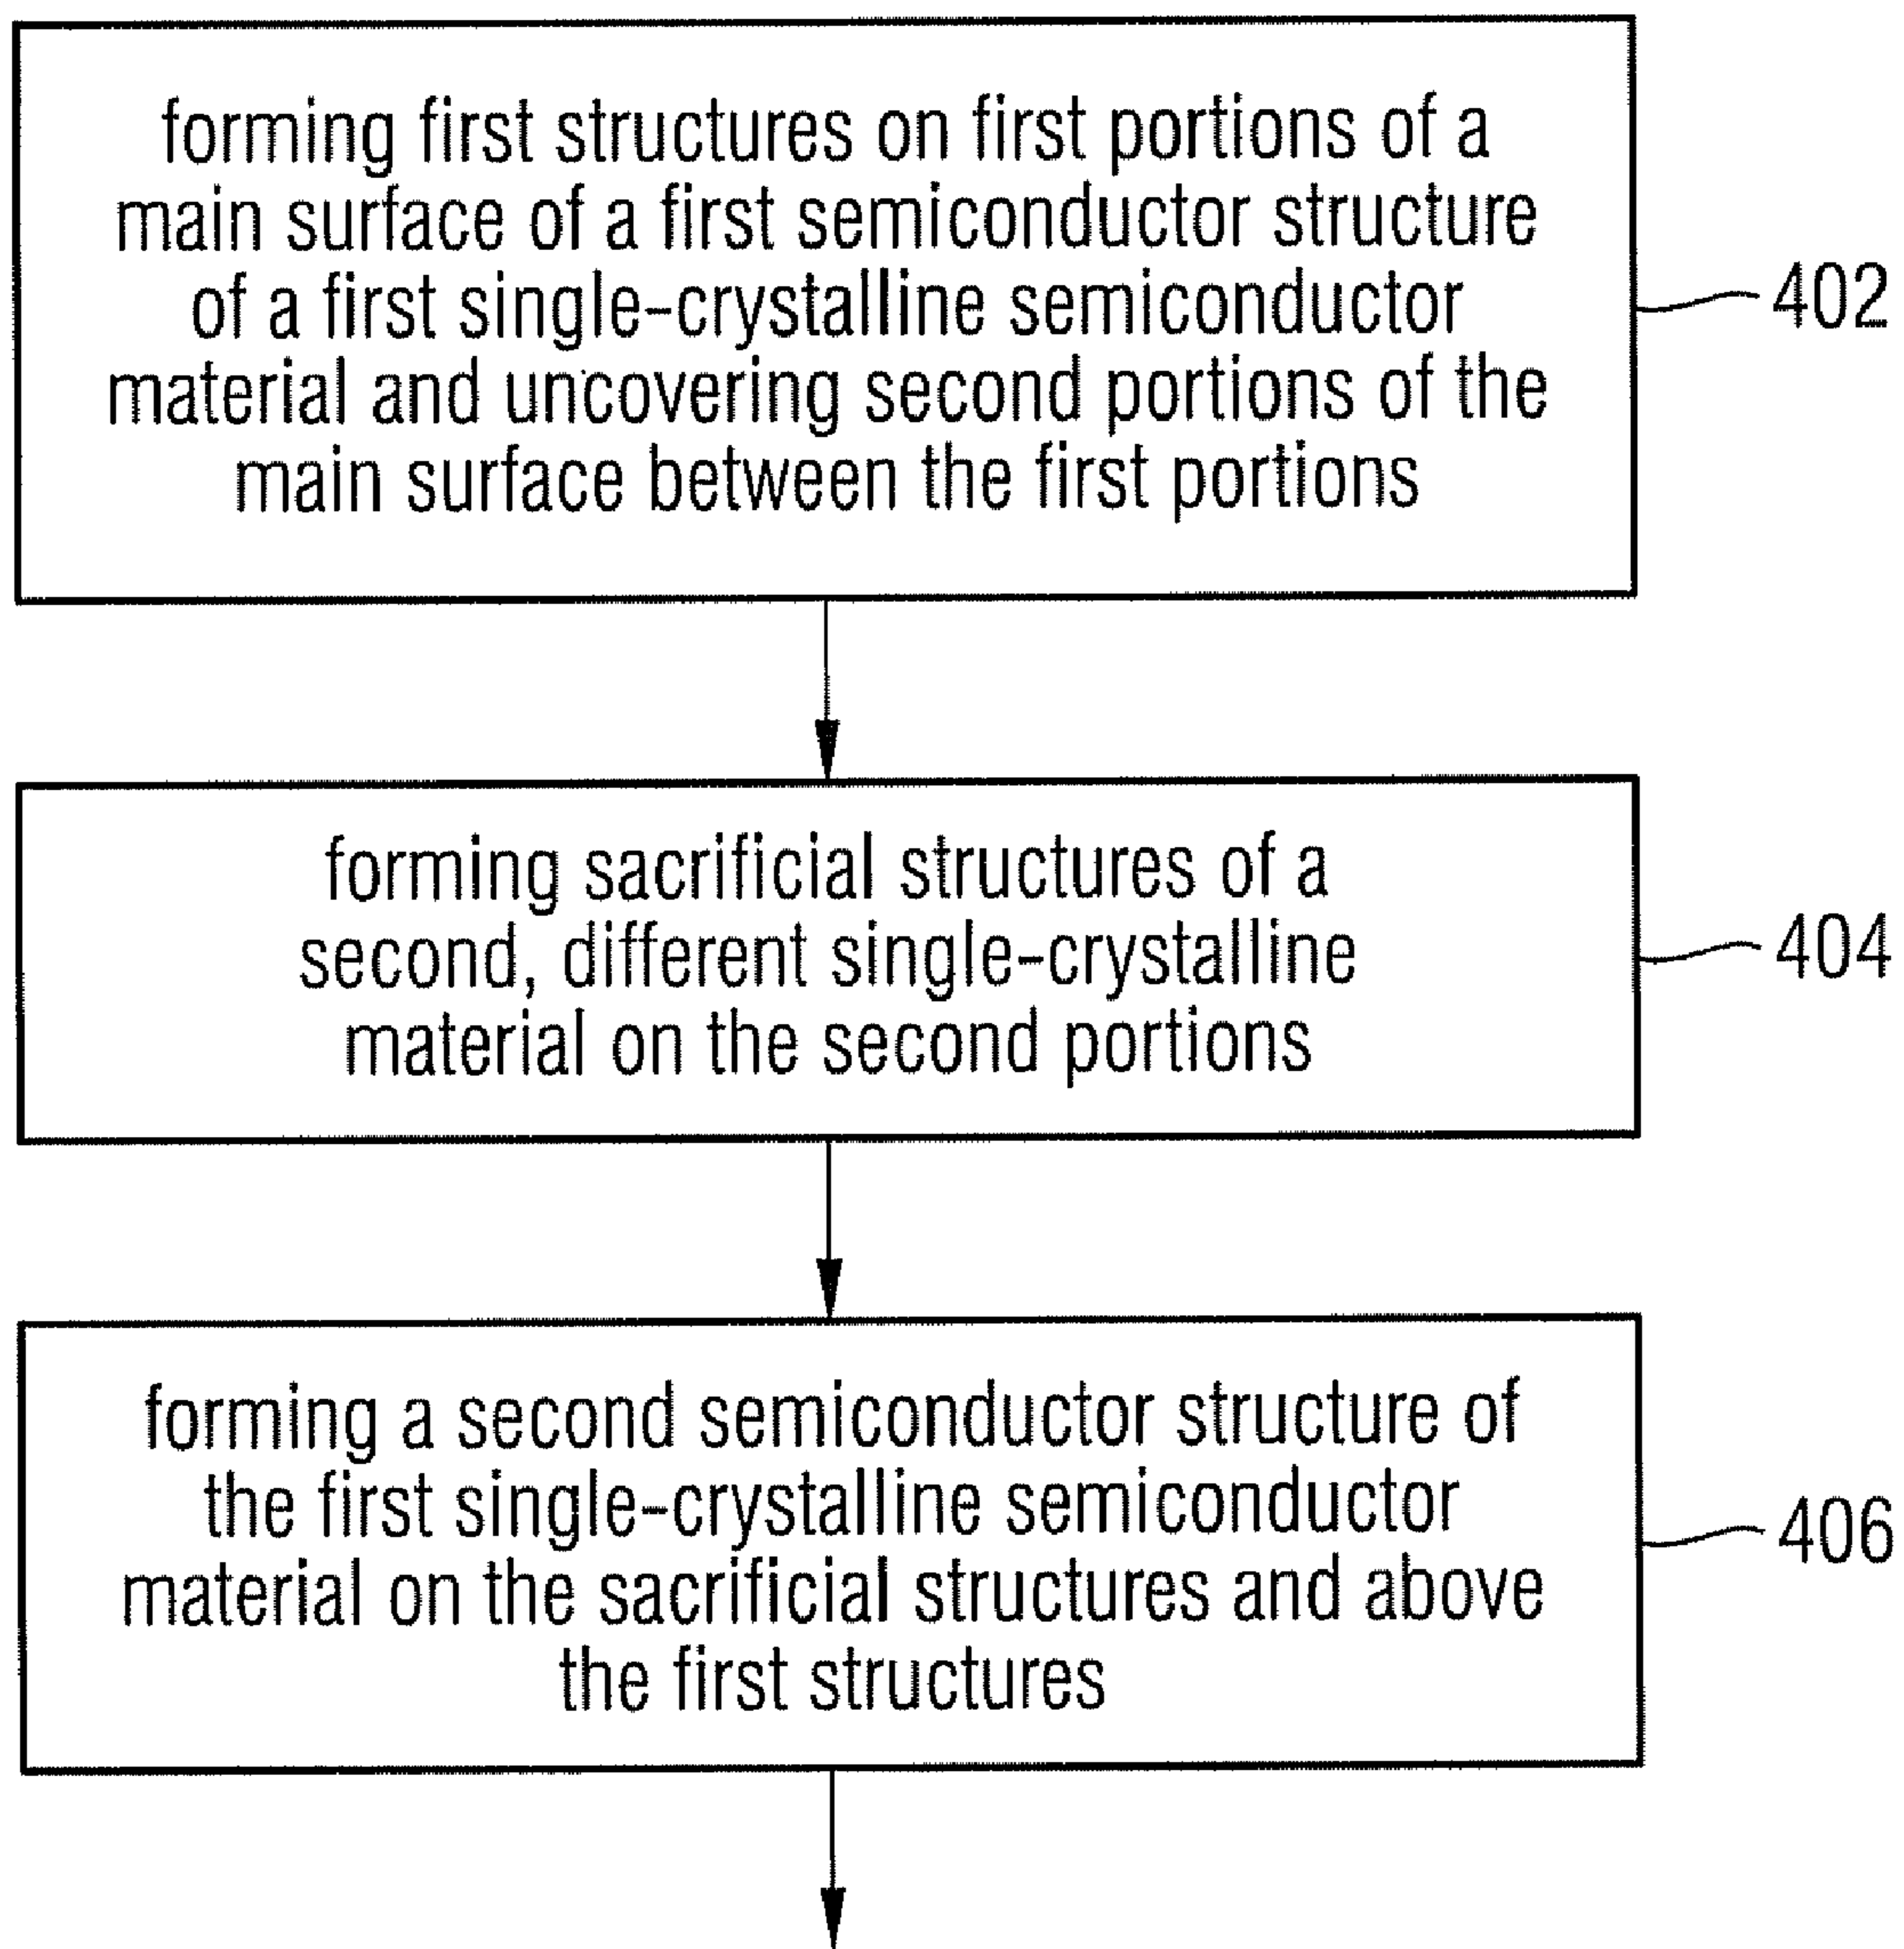 forming first structures on first portions of a
main surface of a first semiconductor structure
of a first single-crystalline semiconductor
material and uncovering second portions of the
main surface between the first portions
402
forming sacrificial structures of a
second, different single-crystalline
material on the second portions
404
forming a second semiconductor structure of
the first single-crystalline semiconductor
material on the sacrificial structures and above
the first structures
406